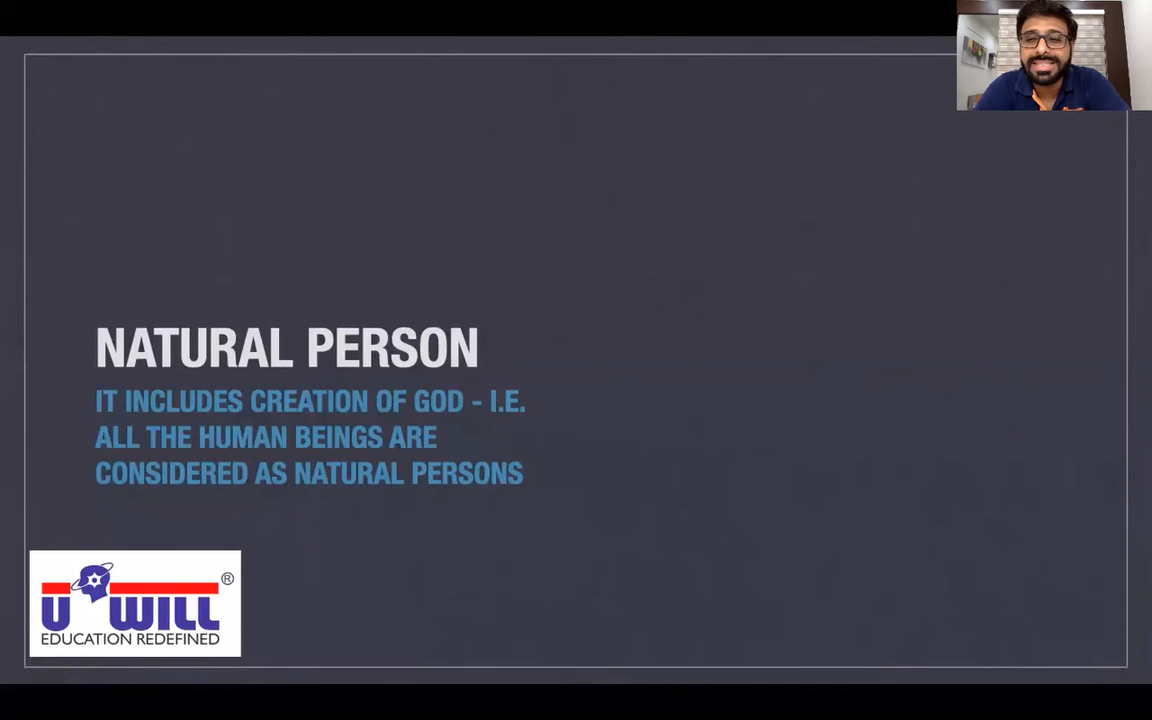 NATURAL PERSON
IT INCLUDES CREATION OF GOD - I.E.
ALL THE HUMAN BEINGS ARE
CONSIDERED AS NATURAL PERSONS
U WILL ®
EDUCATION REDEFINED